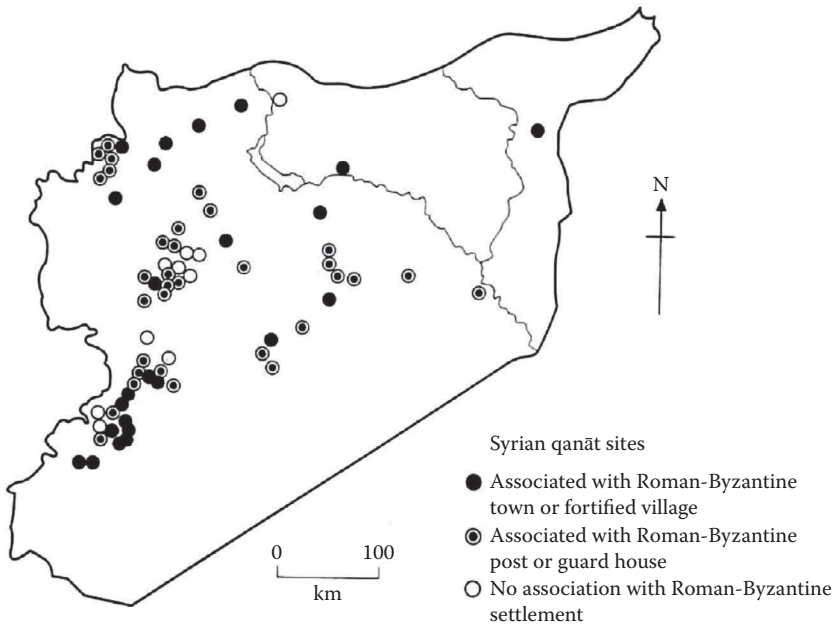 N
Syrian qanāt sites
Associated with Roman-Byzantine
town or fortified village
Associated with Roman-Byzantine
post or guard house
No association with Roman-Byzantine
settlement
0 100
km